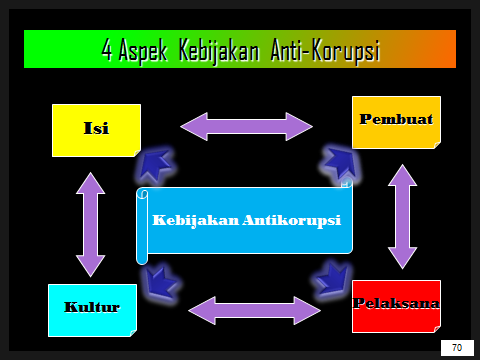 4 Aspek Kebijakan Anti-Korupsi
Isi
Pembuat
Kebijakan Antikorupsi
Kultur
Pelaksana
70